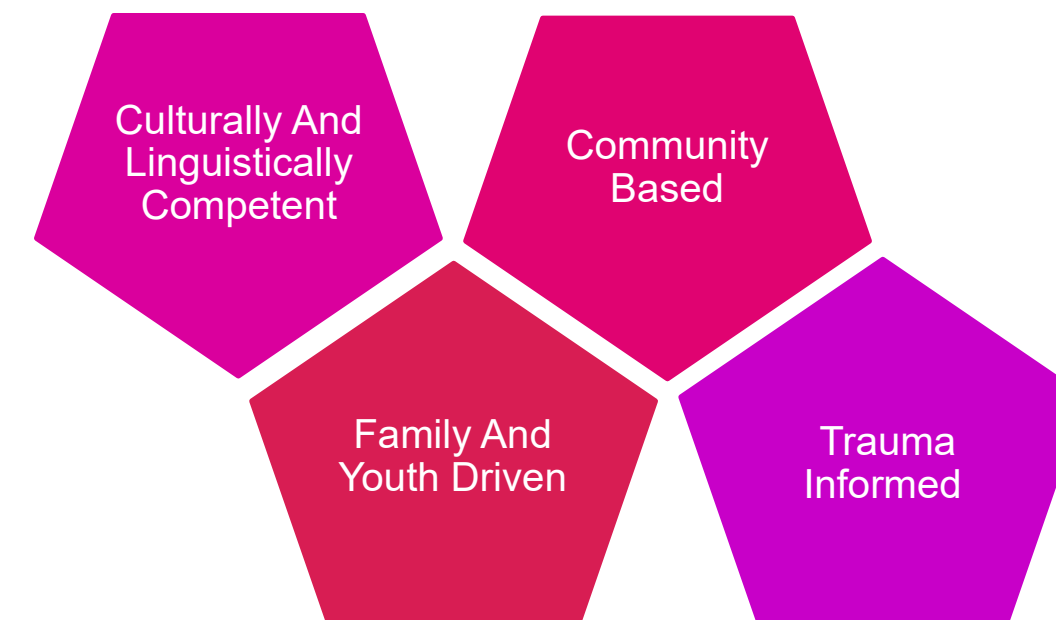 Culturally And
Linguistically
Competent
Community
Based
Family And
Youth Driven
Trauma
Informed